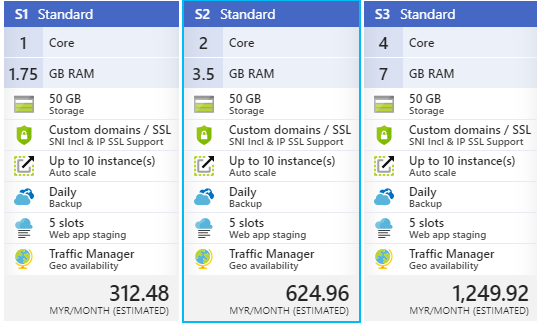 S1 Standard
1 Core
1.75 GB RAM
50 GB
Storage
Custom domains / SSL
SNI Incl & IP SSL Support
Up to 10 instance(s)
Auto scale
Daily
Backup
5 slots
Web app staging
Traffic Manager
Geo availability
312.48
MYR/MONTH (ESTIMATED)
S2 Standard
2 Core
3.5 GB RAM
50 GB
Storage
Custom domains / SSL
SNI Incl & IP SSL Support
Up to 10 instance(s)
Auto scale
Daily
Backup
5 slots
Web app staging
Traffic Manager
Geo availability
624.96
MYR/MONTH (ESTIMATED)
S3 Standard
4 Core
7 GB RAM
50 GB
Storage
Custom domains / SSL
SNI Incl & IP SSL Support
Up to 10 instance(s)
Auto scale
Daily
Backup
5 slots
Web app staging
Traffic Manager
Geo availability
1,249.92
MYR/MONTH (ESTIMATED)